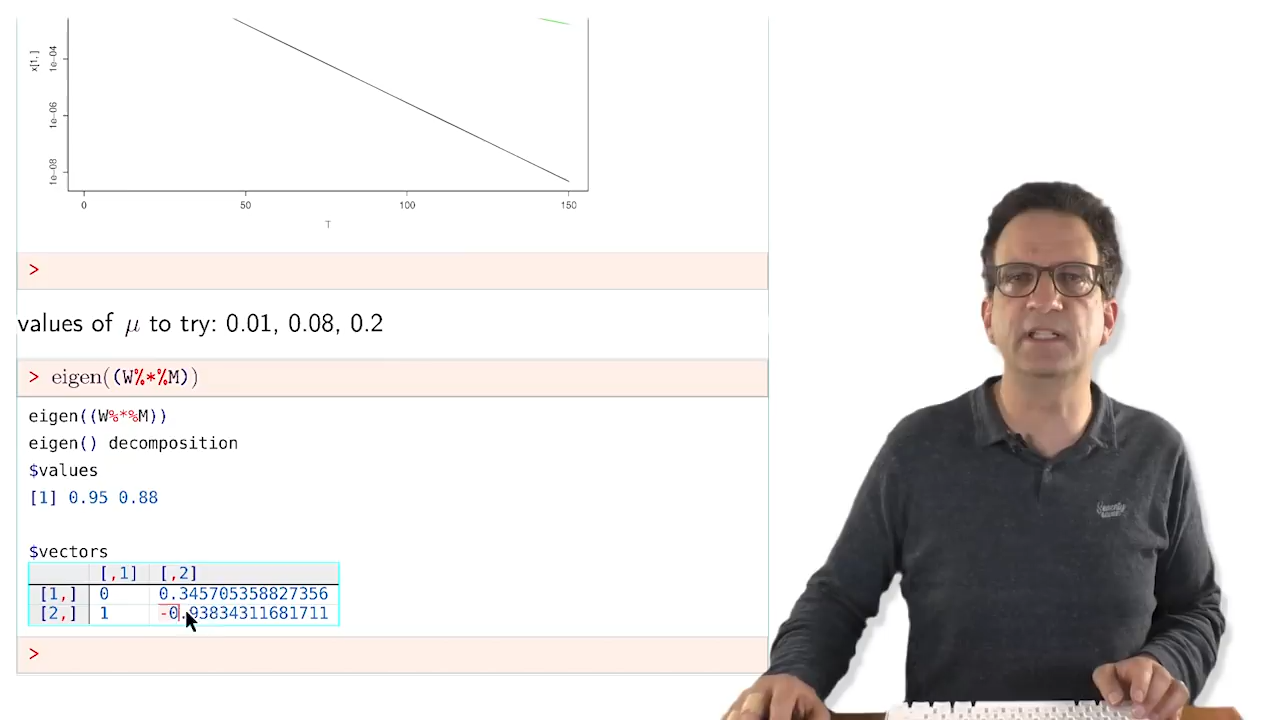 x[1,]
1e-04
1e-06
1e-08
0 50 100 150
T
>
values of μ to try: 0.01, 0.08, 0.2
> eigen((W%*%M))
eigen((W%*%M))
eigen() decomposition
$values
[1] 0.95 0.88
$vectors
[,1] [,2]
[1,] 0 0.345705358827356
[2,] 1 -0.93834311681711
>